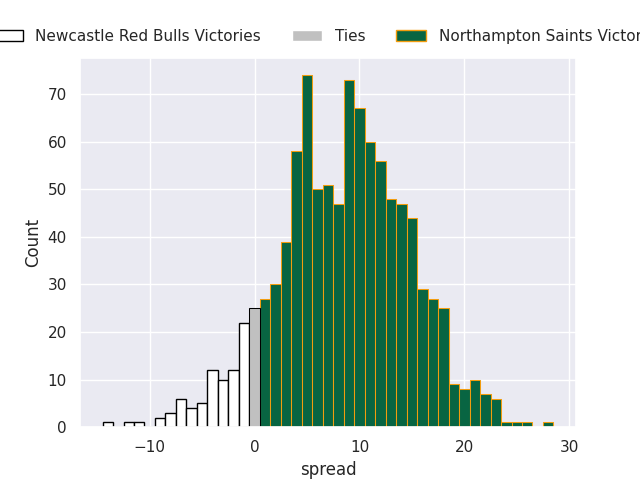 Newcastle Red Bulls Victories Ties Northampton Saints Victor
70
60
50
40
30
20
10
0
Count
−10 0 10 20 30
spread